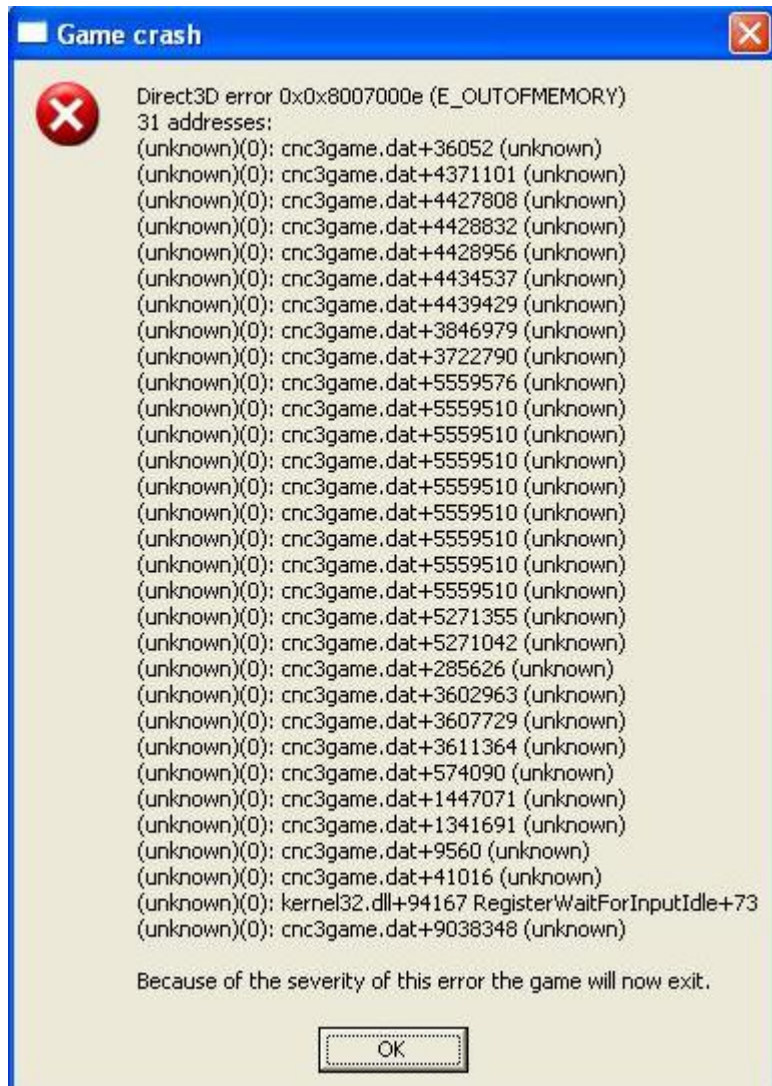 Game crash
Direct3D error 0x0x8007000e (E_OUTOFMEMORY)
31 addresses:
(unknown)(0): cnc3game.dat+36052 (unknown)
(unknown)(0): cnc3game.dat+4371101 (unknown)
(unknown)(0): cnc3game.dat+4427808 (unknown)
(unknown)(0): cnc3game.dat+4428832 (unknown)
(unknown)(0): cnc3game.dat+4428956 (unknown)
(unknown)(0): cnc3game.dat+4434537 (unknown)
(unknown)(0): cnc3game.dat+4439429 (unknown)
(unknown)(0): cnc3game.dat+3846979 (unknown)
(unknown)(0): cnc3game.dat+3722790 (unknown)
(unknown)(0): cnc3game.dat+5559576 (unknown)
(unknown)(0): cnc3game.dat+5559510 (unknown)
(unknown)(0): cnc3game.dat+5559510 (unknown)
(unknown)(0): cnc3game.dat+5559510 (unknown)
(unknown)(0): cnc3game.dat+5559510 (unknown)
(unknown)(0): cnc3game.dat+5559510 (unknown)
(unknown)(0): cnc3game.dat+5559510 (unknown)
(unknown)(0): cnc3game.dat+5559510 (unknown)
(unknown)(0): cnc3game.dat+5559510 (unknown)
(unknown)(0): cnc3game.dat+5271355 (unknown)
(unknown)(0): cnc3game.dat+5271042 (unknown)
(unknown)(0): cnc3game.dat+285626 (unknown)
(unknown)(0): cnc3game.dat+3602963 (unknown)
(unknown)(0): cnc3game.dat+3607729 (unknown)
(unknown)(0): cnc3game.dat+3611364 (unknown)
(unknown)(0): cnc3game.dat+574090 (unknown)
(unknown)(0): cnc3game.dat+1447071 (unknown)
(unknown)(0): cnc3game.dat+1341691 (unknown)
(unknown)(0): cnc3game.dat+9560 (unknown)
(unknown)(0): cnc3game.dat+41016 (unknown)
(unknown)(0): kernel32.dll+94167 RegisterWaitForInputIdle+73
(unknown)(0): cnc3game.dat+9038348 (unknown)
Because of the severity of this error the game will now exit.
OK